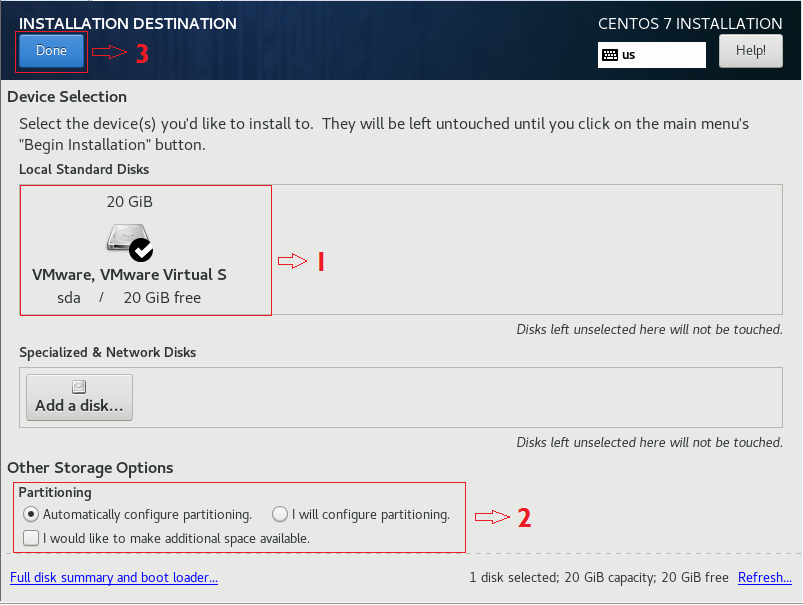 INSTALLATION DESTINATION
CENTOS 7 INSTALLATION
Done
3
us
Help!
Device Selection
Select the device(s) you'd like to install to.  They will be left untouched until you click on the main menu's
"Begin Installation" button.
Local Standard Disks
20 GiB
VMware, VMware Virtual S
sda / 20 GiB free
1
Disks left unselected here will not be touched.
Specialized & Network Disks
Add a disk...
Disks left unselected here will not be touched.
Other Storage Options
Partitioning
Automatically configure partitioning. I will configure partitioning.
2
I would like to make additional space available.
Full disk summary and boot loader... 1 disk selected; 20 GiB capacity; 20 GiB free Refresh...